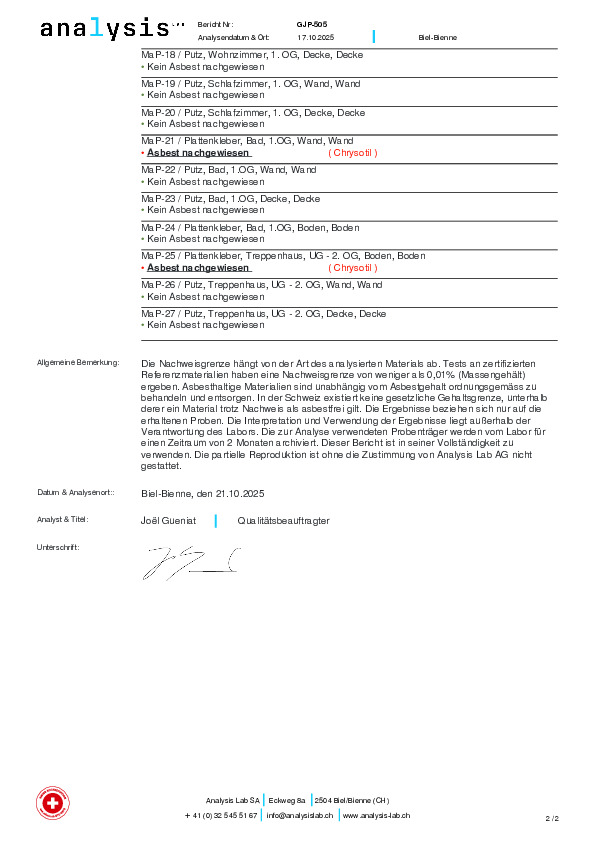 analysis
Bericht Nr: GJP-505
Analysendatum & Ort: 17.10.2025 Biel-Bienne
MaP-18 / Putz, Wohnzimmer, 1. OG, Decke, Decke
• Kein Asbest nachgewiesen
MaP-19 / Putz, Schlafzimmer, 1. OG, Wand, Wand
• Kein Asbest nachgewiesen
MaP-20 / Putz, Schlafzimmer, 1. OG, Decke, Decke
• Kein Asbest nachgewiesen
MaP-21 / Plattenkleber, Bad, 1.OG, Wand, Wand
• Asbest nachgewiesen ( Chrysotil )
MaP-22 / Putz, Bad, 1.OG, Wand, Wand
• Kein Asbest nachgewiesen
MaP-23 / Putz, Bad, 1.OG, Decke, Decke
• Kein Asbest nachgewiesen
MaP-24 / Plattenkleber, Bad, 1.OG, Boden, Boden
• Kein Asbest nachgewiesen
MaP-25 / Plattenkleber, Treppenhaus, UG - 2. OG, Boden, Boden
• Asbest nachgewiesen ( Chrysotil )
MaP-26 / Putz, Treppenhaus, UG - 2. OG, Wand, Wand
• Kein Asbest nachgewiesen
MaP-27 / Putz, Treppenhaus, UG - 2. OG, Decke, Decke
• Kein Asbest nachgewiesen
Allgemeine Bemerkung:
Die Nachweisgrenze hängt von der Art des analysierten Materials ab. Tests an zertifizierten
Referenzmaterialien haben eine Nachweisgrenze von weniger als 0,01% (Massengehält)
ergeben. Asbesthaltige Materialien sind unabhängig vom Asbestgehalt ordnungsgemäss zu
behandeln und entsorgen. In der Schweiz existiert keine gesetzliche Gehaltsgrenze, unterhalb
derer ein Material trotz Nachweis als asbestfrei gilt. Die Ergebnisse beziehen sich nur auf die
erhaltenen Proben. Die Interpretation und Verwendung der Ergebnisse liegt außerhalb der
Verantwortung des Labors. Die zur Analyse verwendeten Probenträger werden vom Labor für
einen Zeitraum von 2 Monaten archiviert. Dieser Bericht ist in seiner Vollständigkeit zu
verwenden. Die partielle Reproduktion ist ohne die Zustimmung von Analysis Lab AG nicht
gestattet.
Datum & Analysenort:: Biel-Bienne, den 21.10.2025
Analyst & Titel: Joël Gueniat Qualitätsbeauftragter
Unterschrift:
Analysis Lab SA Eckweg 8a 2504 Biel/Bienne (CH)
+ 41 (0) 32 545 51 67 info@analysislab.ch www.analysis-lab.ch
2 / 2